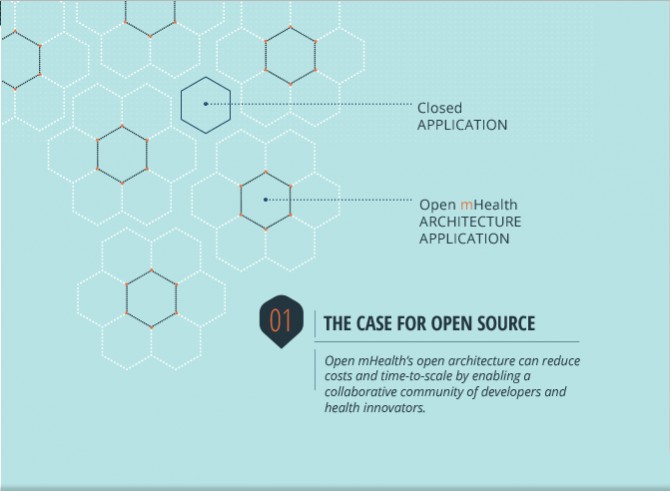 Closed
APPLICATION
Open mHealth
ARCHITECTURE
APPLICATION
01
THE CASE FOR OPEN SOURCE
Open mHealth's open architecture can reduce
costs and time-to-scale by enabling a
collaborative community of developers and
health innovators.